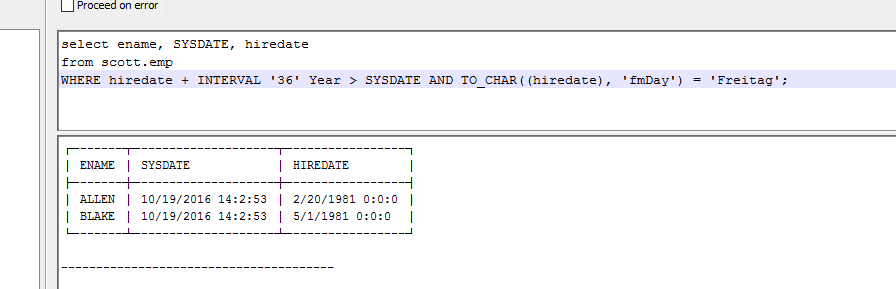 Proceed on error
select ename, SYSDATE, hiredate
from scott.emp
WHERE hiredate + INTERVAL '36' Year > SYSDATE AND TO_CHAR((hiredate), 'fmDay') = 'Freitag';
ENAME | SYSDATE | HIREDATE
ALLEN | 10/19/2016 14:2:53 | 2/20/1981 0:0:0
BLAKE | 10/19/2016 14:2:53 | 5/1/1981 0:0:0